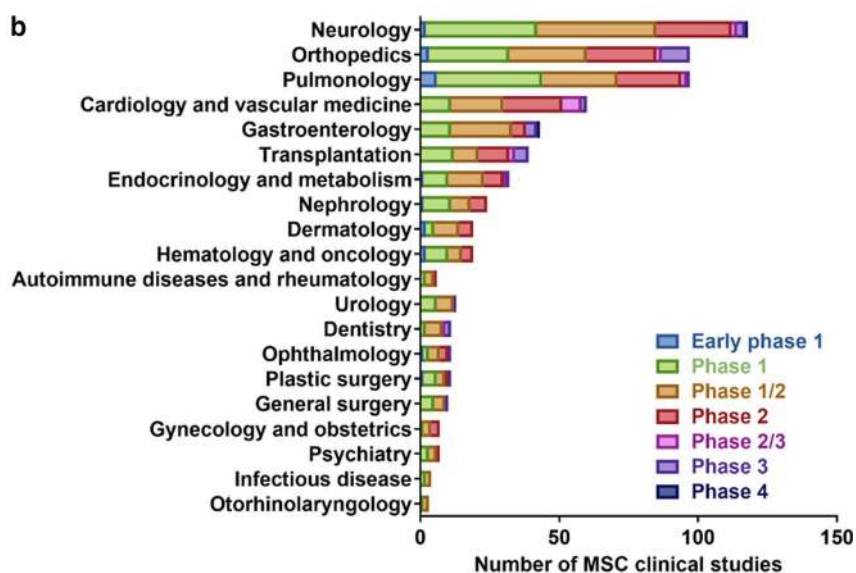 b
Neurology
Orthopedics
Pulmonology
Cardiology and vascular medicine
Gastroenterology
Transplantation
Endocrinology and metabolism
Nephrology
Dermatology
Hematology and oncology
Autoimmune diseases and rheumatology
Urology
Dentistry
Ophthalmology
Plastic surgery
General surgery
Gynecology and obstetrics
Psychiatry
Infectious disease
Otorhinolaryngology
Early phase 1
Phase 1
Phase 1/2
Phase 2
Phase 2/3
Phase 3
Phase 4
0 50 100 150
Number of MSC clinical studies